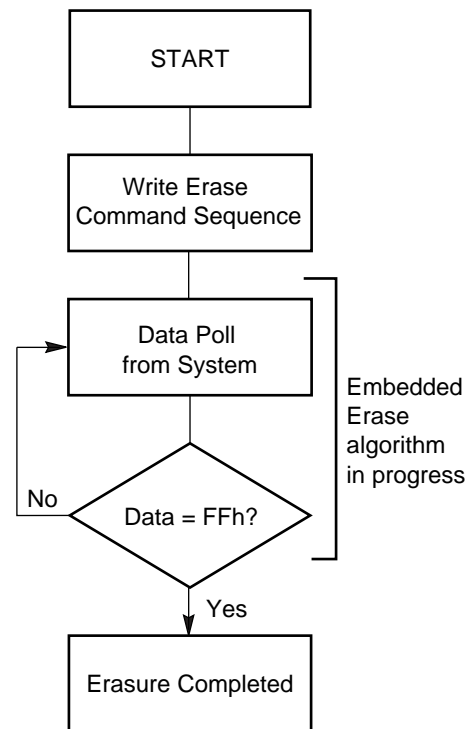 START
Write Erase
Command Sequence
Data Poll
from System
Embedded
Erase
algorithm
in progress
No
Data = FFh?
Yes
Erasure Completed